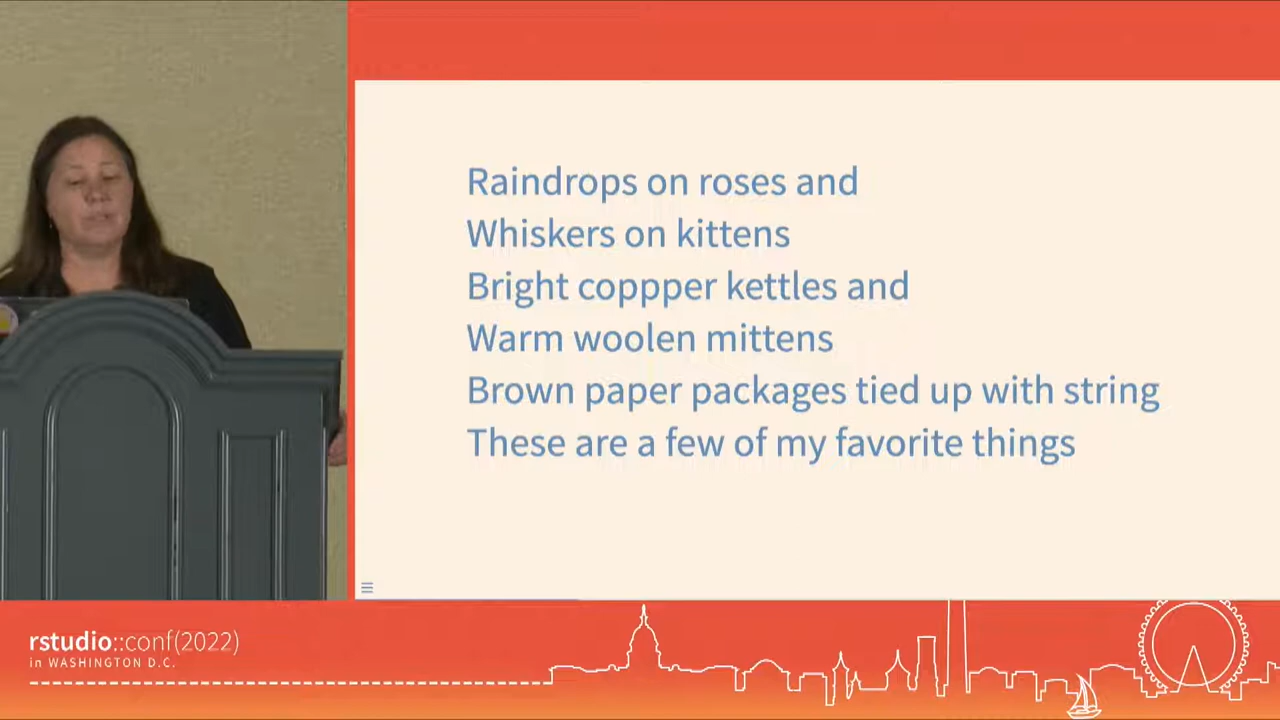 Raindrops on roses and
Whiskers on kittens
Bright coppper kettles and
Warm woolen mittens
Brown paper packages tied up with string
These are a few of my favorite things
rstudio::conf(2022)
in WASHINGTON D.C.